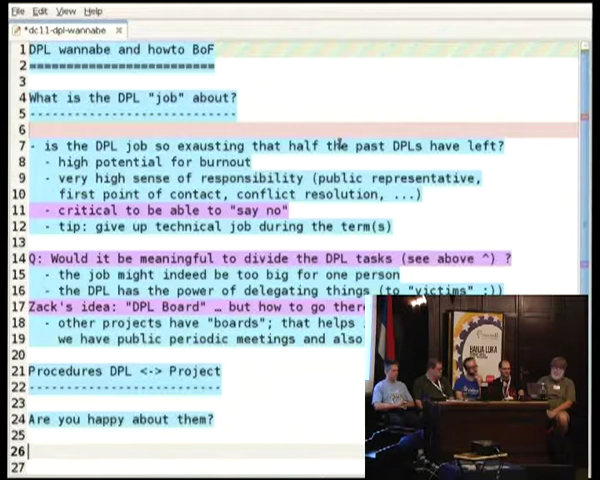 File Edit View Help
*dc11-dpl-wannabe
1 DPL wannabe and howto BoF
2 =========================
3
4 What is the DPL "job" about?
5 ----------------------------
6
7 - is the DPL job so exausting that half the past DPLs have left?
8 - high potential for burnout
9 - very high sense of responsibility (public representative,
10 first point of contact, conflict resolution, ...)
11 - critical to be able to "say no"
12 - tip: give up technical job during the term(s)
13
14 Q: Would it be meaningful to divide the DPL tasks (see above ^) ?
15 - the job might indeed be too big for one person
16 - the DPL has the power of delegating things (to "victims" :))
17 Zack's idea: "DPL Board" … but how to go there
18 - other projects have "boards"; that helps
19 we have public periodic meetings and also
20
21 Procedures DPL <-> Project
22 --------------------------
23
24 Are you happy about them?
25
26
27
BANJA LUKA